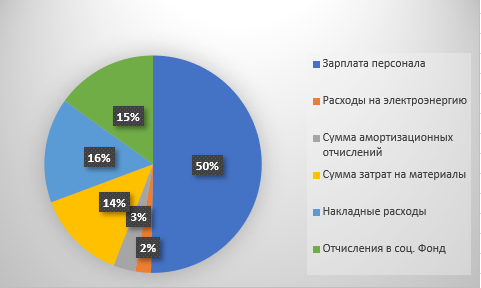 Зарплата персонала
Расходы на электроэнергию
Сумма амортизационных
отчислений
Сумма затрат на материалы
Накладные расходы
Отчисления в соц. Фонд
15%
16%
50%
14%
3%
2%